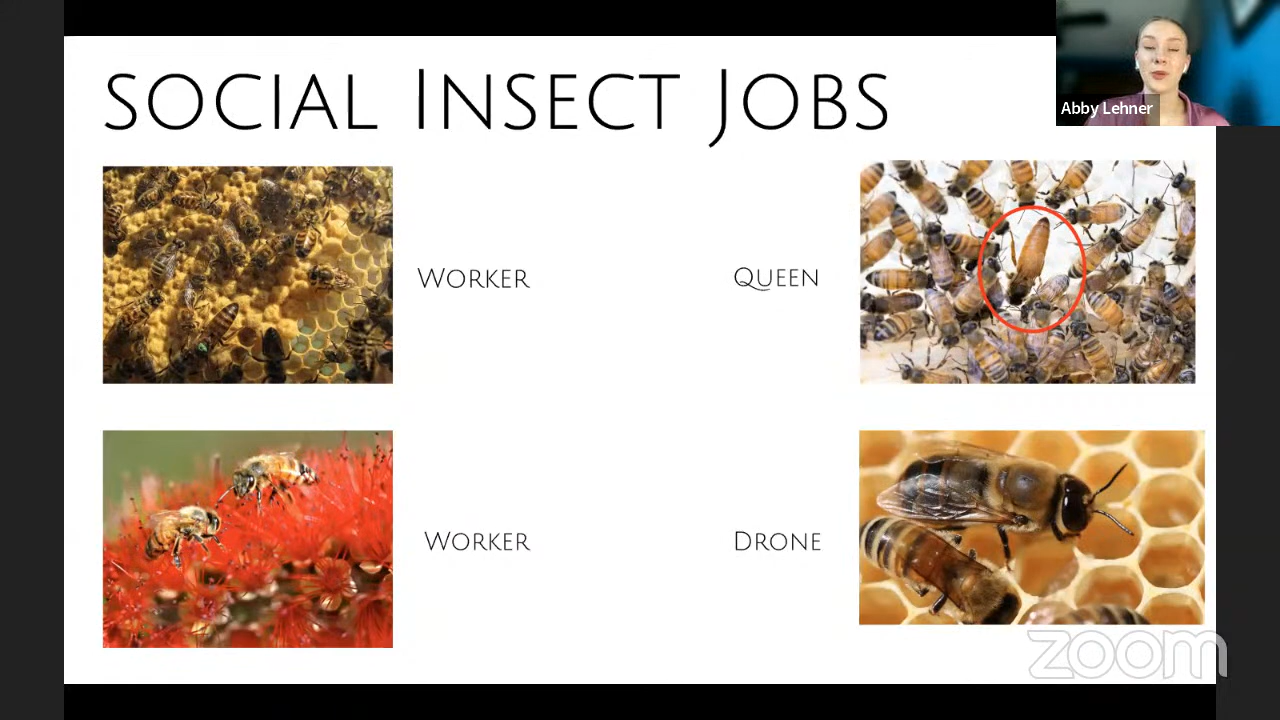 Social Insect Jobs
Abby Lehner
Worker
Queen
Worker
Drone
zoom